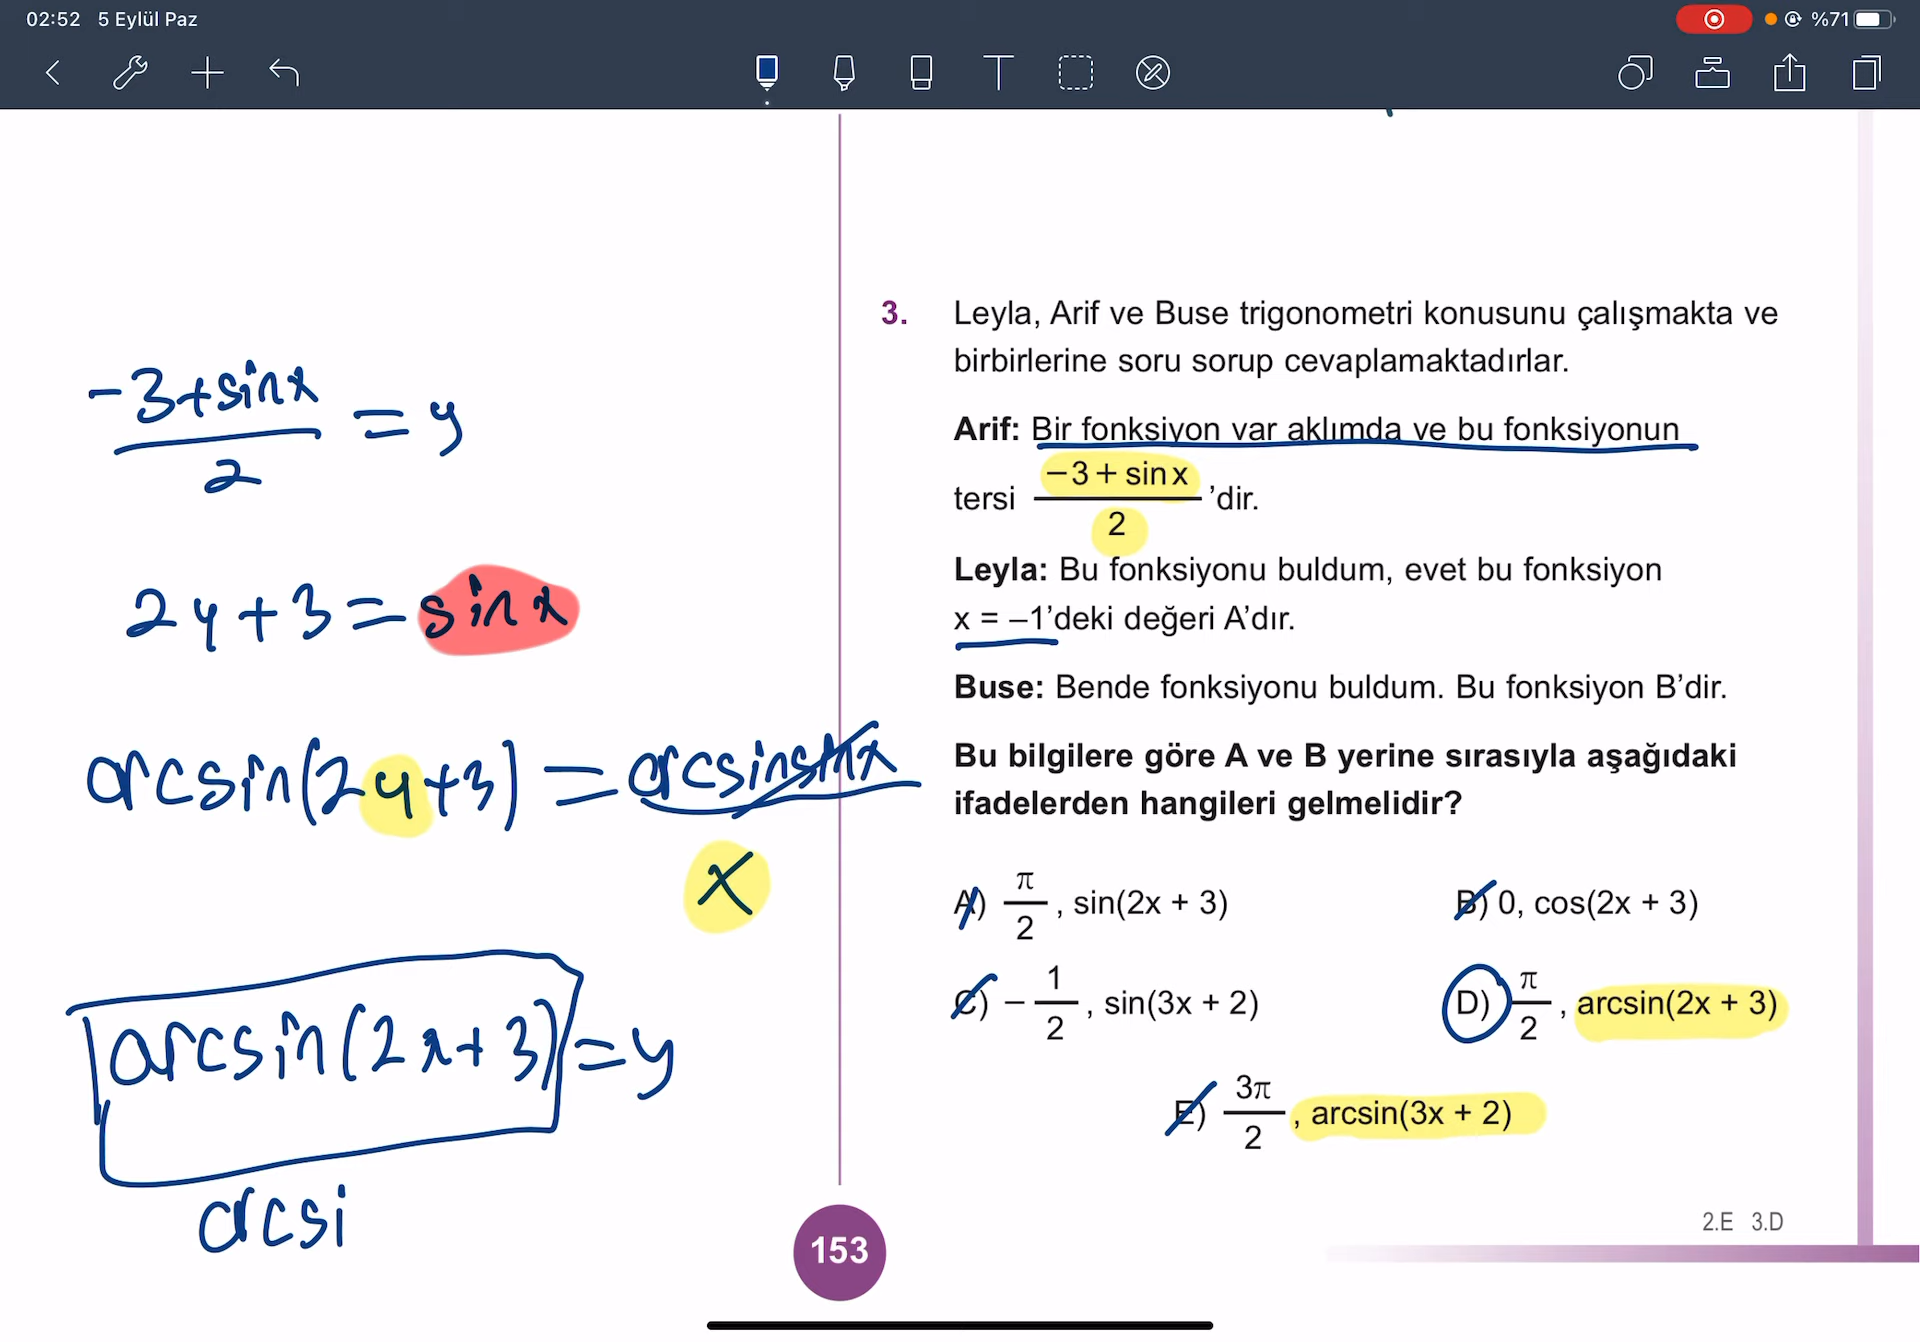 02:52 5 Eylül Paz
%71
T
-3+sinx
2
=y
2y+3=sinx
arcsin(2y+3)=arcsinsinx
x
arcsin(2x+3)=y
arcsi
3. Leyla, Arif ve Buse trigonometri konusunu çalışmakta ve
birbirlerine soru sorup cevaplamaktadırlar.
Arif: Bir fonksiyon var aklımda ve bu fonksiyonun
−3 + sinx
tersi ’dir.
2
Leyla: Bu fonksiyonu buldum, evet bu fonksiyon
x = –1’deki değeri A’dır.
Buse: Bende fonksiyonu buldum. Bu fonksiyon B’dir.
Bu bilgilere göre A ve B yerine sırasıyla aşağıdaki
ifadelerden hangileri gelmelidir?
A) π/2 , sin(2x + 3) B) 0, cos(2x + 3)
C) – 1/2 , sin(3x + 2) D) π/2 , arcsin(2x + 3)
E) 3π/2 , arcsin(3x + 2)
2.E 3.D
153